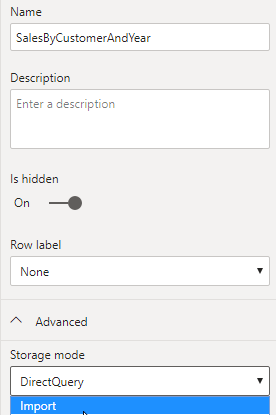 Name
SalesByCustomerAndYear
Description
Enter a description
Is hidden
On
Row label
None
Advanced
Storage mode
DirectQuery
Import